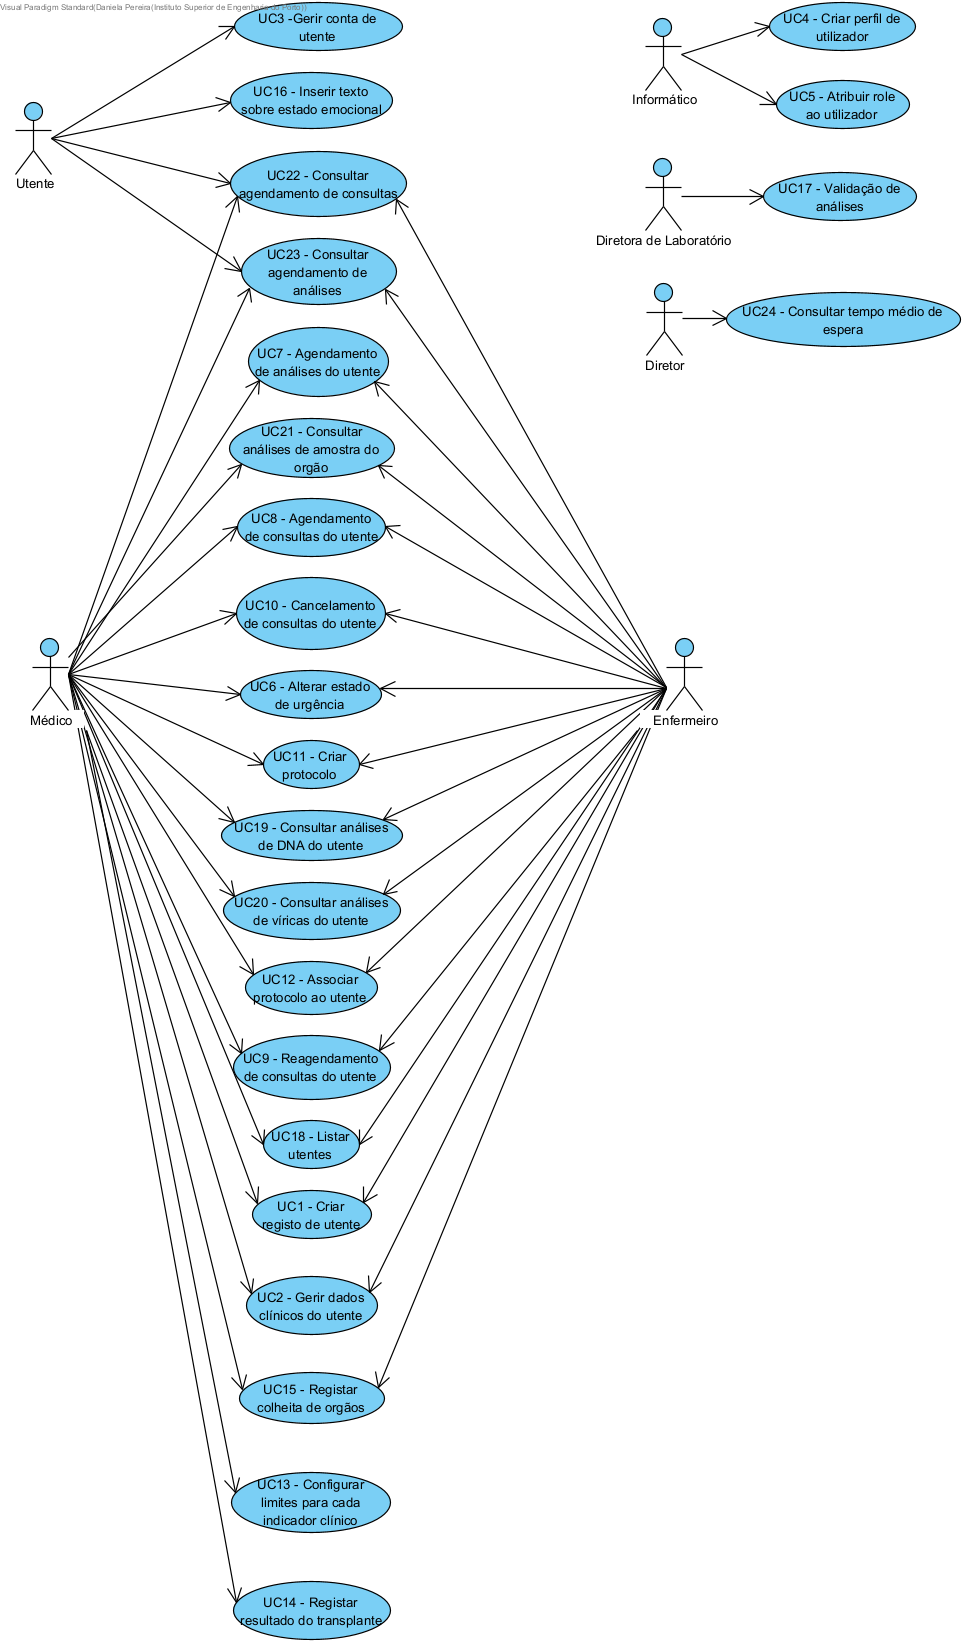 Visual Paradigm Standard(Daniela Pereira(Instituto Superior de Engenharia do Porto))
UC3 -Gerir conta de
utente
UC16 - Inserir texto
sobre estado emocional
Utente
UC22 - Consultar
agendamento de consultas
UC23 - Consultar
agendamento de
análises
UC7 - Agendamento
de análises do utente
UC21 - Consultar
análises de amostra do
orgão
UC8 - Agendamento
de consultas do utente
UC10 - Cancelamento
de consultas do utente
UC6 - Alterar estado
de urgência
Médico
Enfermeiro
UC11 - Criar
protocolo
UC19 - Consultar análises
de DNA do utente
UC20 - Consultar análises
de víricas do utente
UC12 - Associar
protocolo ao utente
UC9 - Reagendamento
de consultas do utente
UC18 - Listar
utentes
UC1 - Criar
registo de utente
UC2 - Gerir dados
clínicos do utente
UC15 - Registar
colheita de orgãos
UC13 - Configurar
limites para cada
indicador clínico
UC14 - Registar
resultado do transplante
UC4 - Criar perfil de
utilizador
Informático
UC5 - Atribuir role
ao utilizador
UC17 - Validação de
análises
Diretora de Laboratório
UC24 - Consultar tempo médio de
espera
Diretor